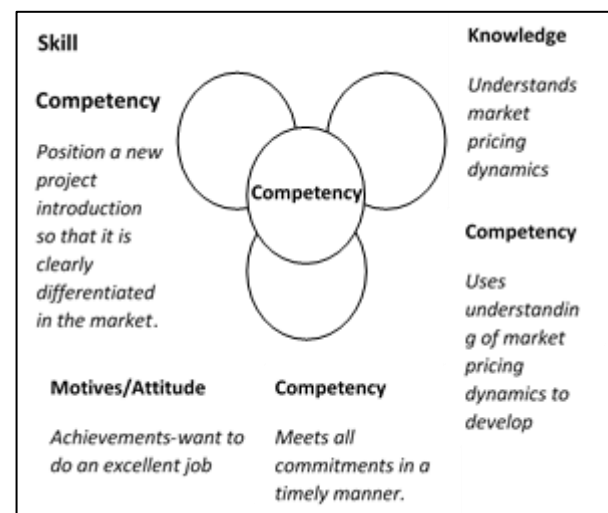 Skill
Competency
Position a new
project
introduction
so that it is
clearly
differentiated
in the market.
Competency
Knowledge
Understands
market
pricing
dynamics
Competency
Uses
understandin
g of market
pricing
dynamics to
develop
Motives/Attitude
Achievements-want to
do an excellent job
Competency
Meets all
commitments in a
timely manner.